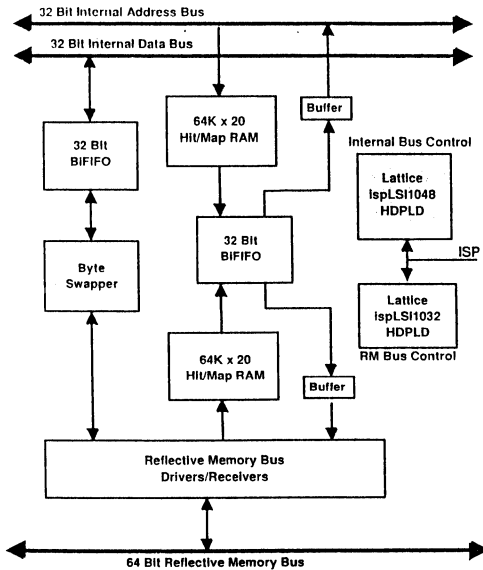 32 Bit Internal Address Bus
32 Bit Internal Data Bus
Buffer
64K x 20
Hit/Map RAM
32 Bit
BiFIFO
Internal Bus Control
Lattice
ispLSI1048
HDPLD
32 Bit
BiFIFO
ISP
Byte
Swapper
Lattice
ispLSI1032
HDPLD
64K x 20
Hit/Map RAM
RM Bus Control
Buffer
Reflective Memory Bus
Drivers/Receivers
64 Bit Reflective Memory Bus